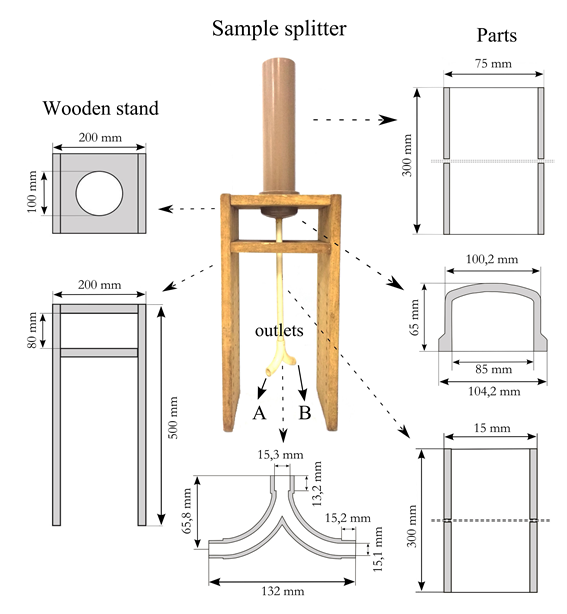 Sample splitter
Parts
Wooden stand
200 mm
100 mm
200 mm
80 mm
500 mm
outlets
A
B
75 mm
300 mm
100,2 mm
65 mm
85 mm
104,2 mm
15 mm
300 mm
15,3 mm
13,2 mm
65,8 mm
15,2 mm
15,1 mm
132 mm